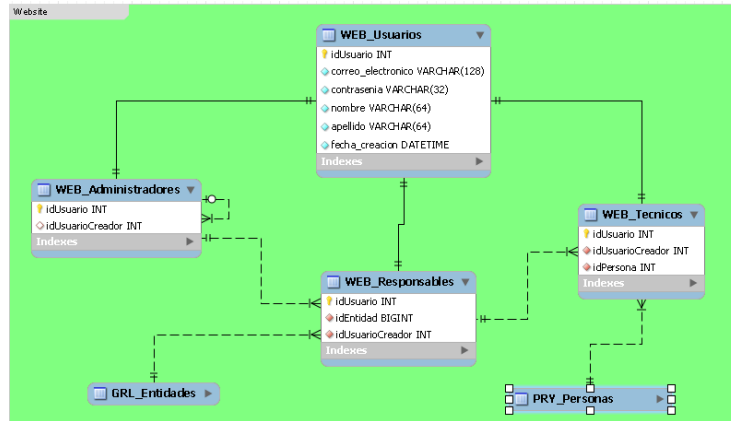 Website
WEB_Usuarios
idUsuario INT
correo_electronico VARCHAR(128)
contrasenia VARCHAR(32)
nombre VARCHAR(64)
apellido VARCHAR(64)
fecha_creacion DATETIME
Indexes
WEB_Administradores
idUsuario INT
idUsuarioCreador INT
Indexes
WEB_Tecnicos
idUsuario INT
idUsuarioCreador INT
idPersona INT
Indexes
WEB_Responsables
idUsuario INT
idEntidad BIGINT
idUsuarioCreador INT
Indexes
GRL_Entidades
PRY_Personas